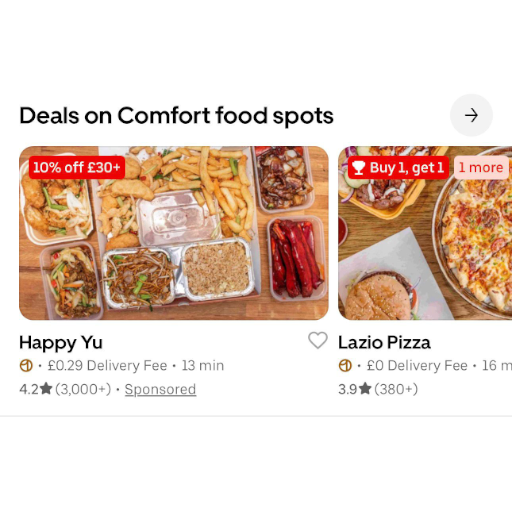 Deals on Comfort food spots
10% off £30+
Buy 1, get 1
1 more
Happy Yu
• £0.29 Delivery Fee • 13 min
4.2★ (3,000+) • Sponsored
Lazio Pizza
• £0 Delivery Fee • 16 m
3.9★ (380+)